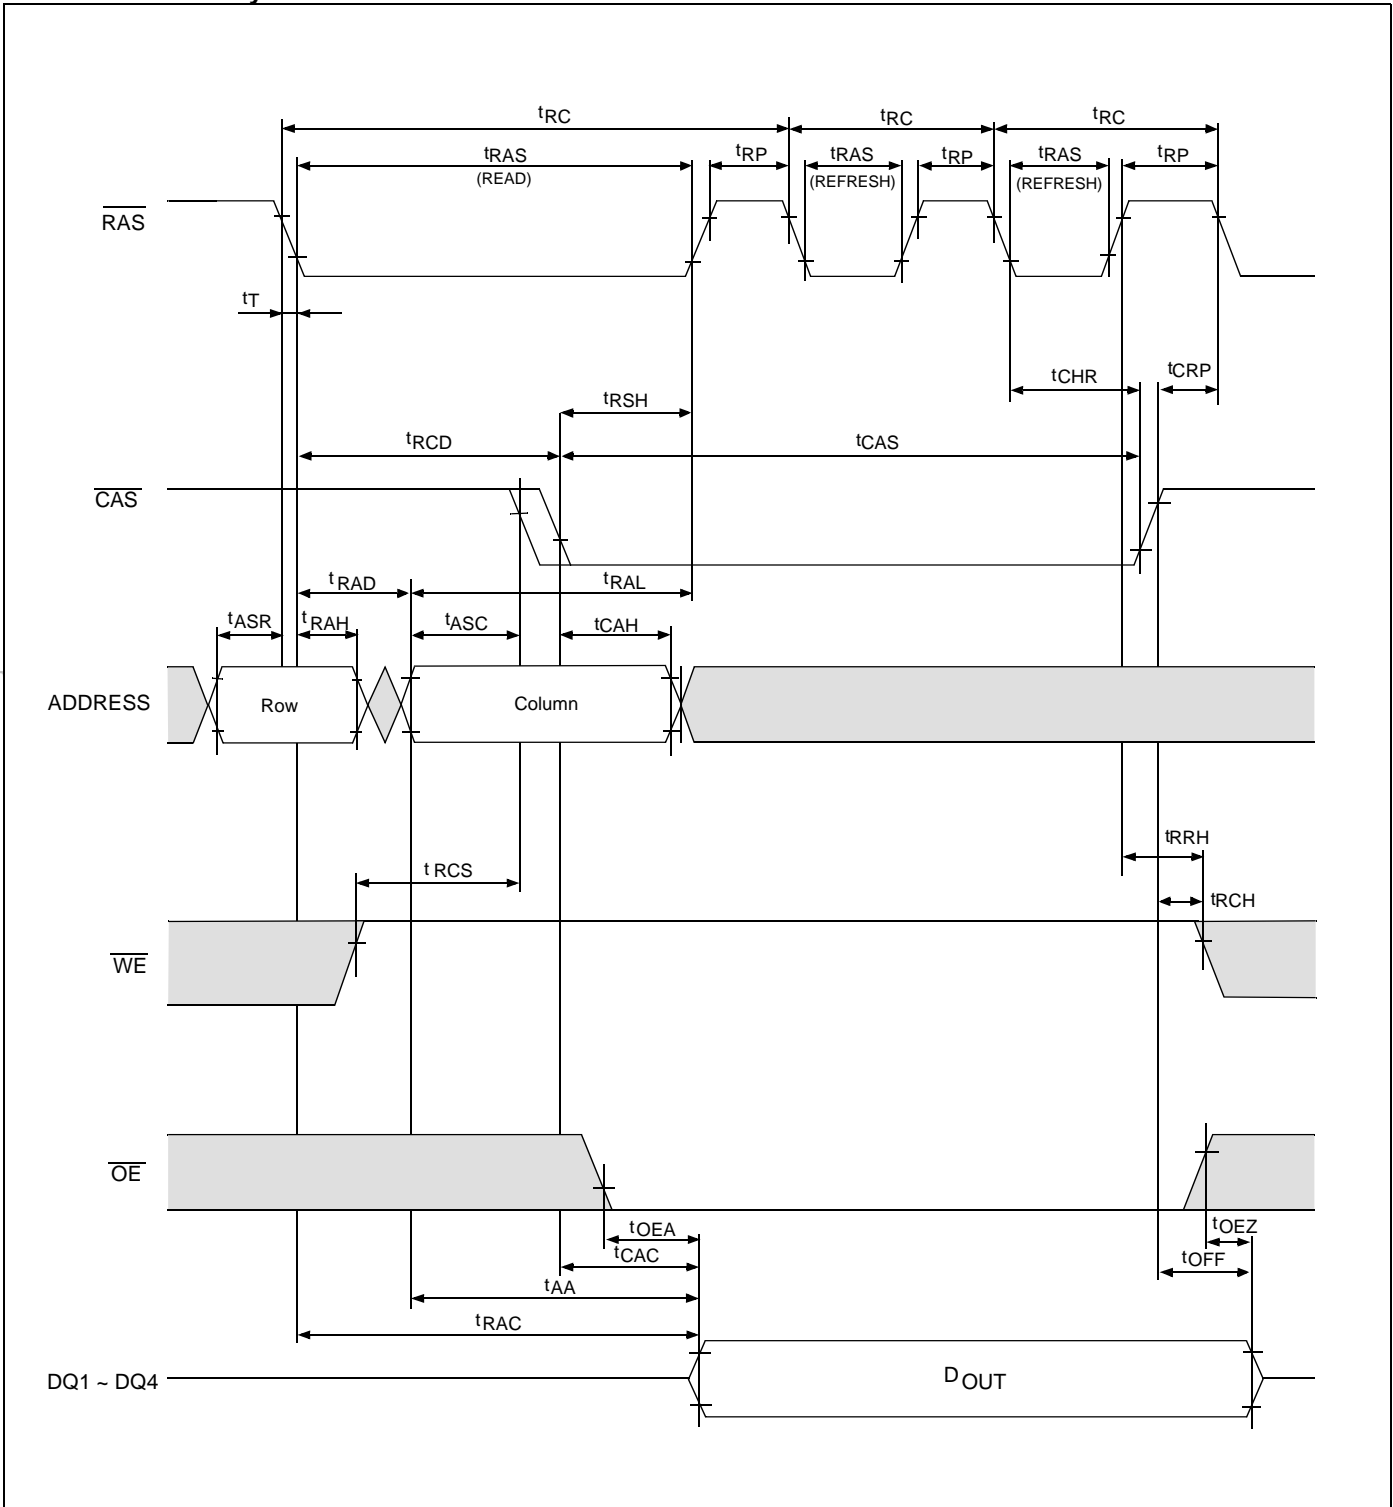 tRC tRC tRC
tRAS tRP tRAS tRP tRAS tRP
(READ) (REFRESH) (REFRESH)
RAS
tT
tCHR tCRP
tRSH
tRCD tCAS
CAS
tRAD tRAL
tASR tRAH tASC tCAH
ADDRESS Row Column
tRRH
tRCS
tRCH
WE
OE
tOEA tOEZ
tCAC tOFF
tAA
tRAC
DQ1 ~ DQ4 DOUT